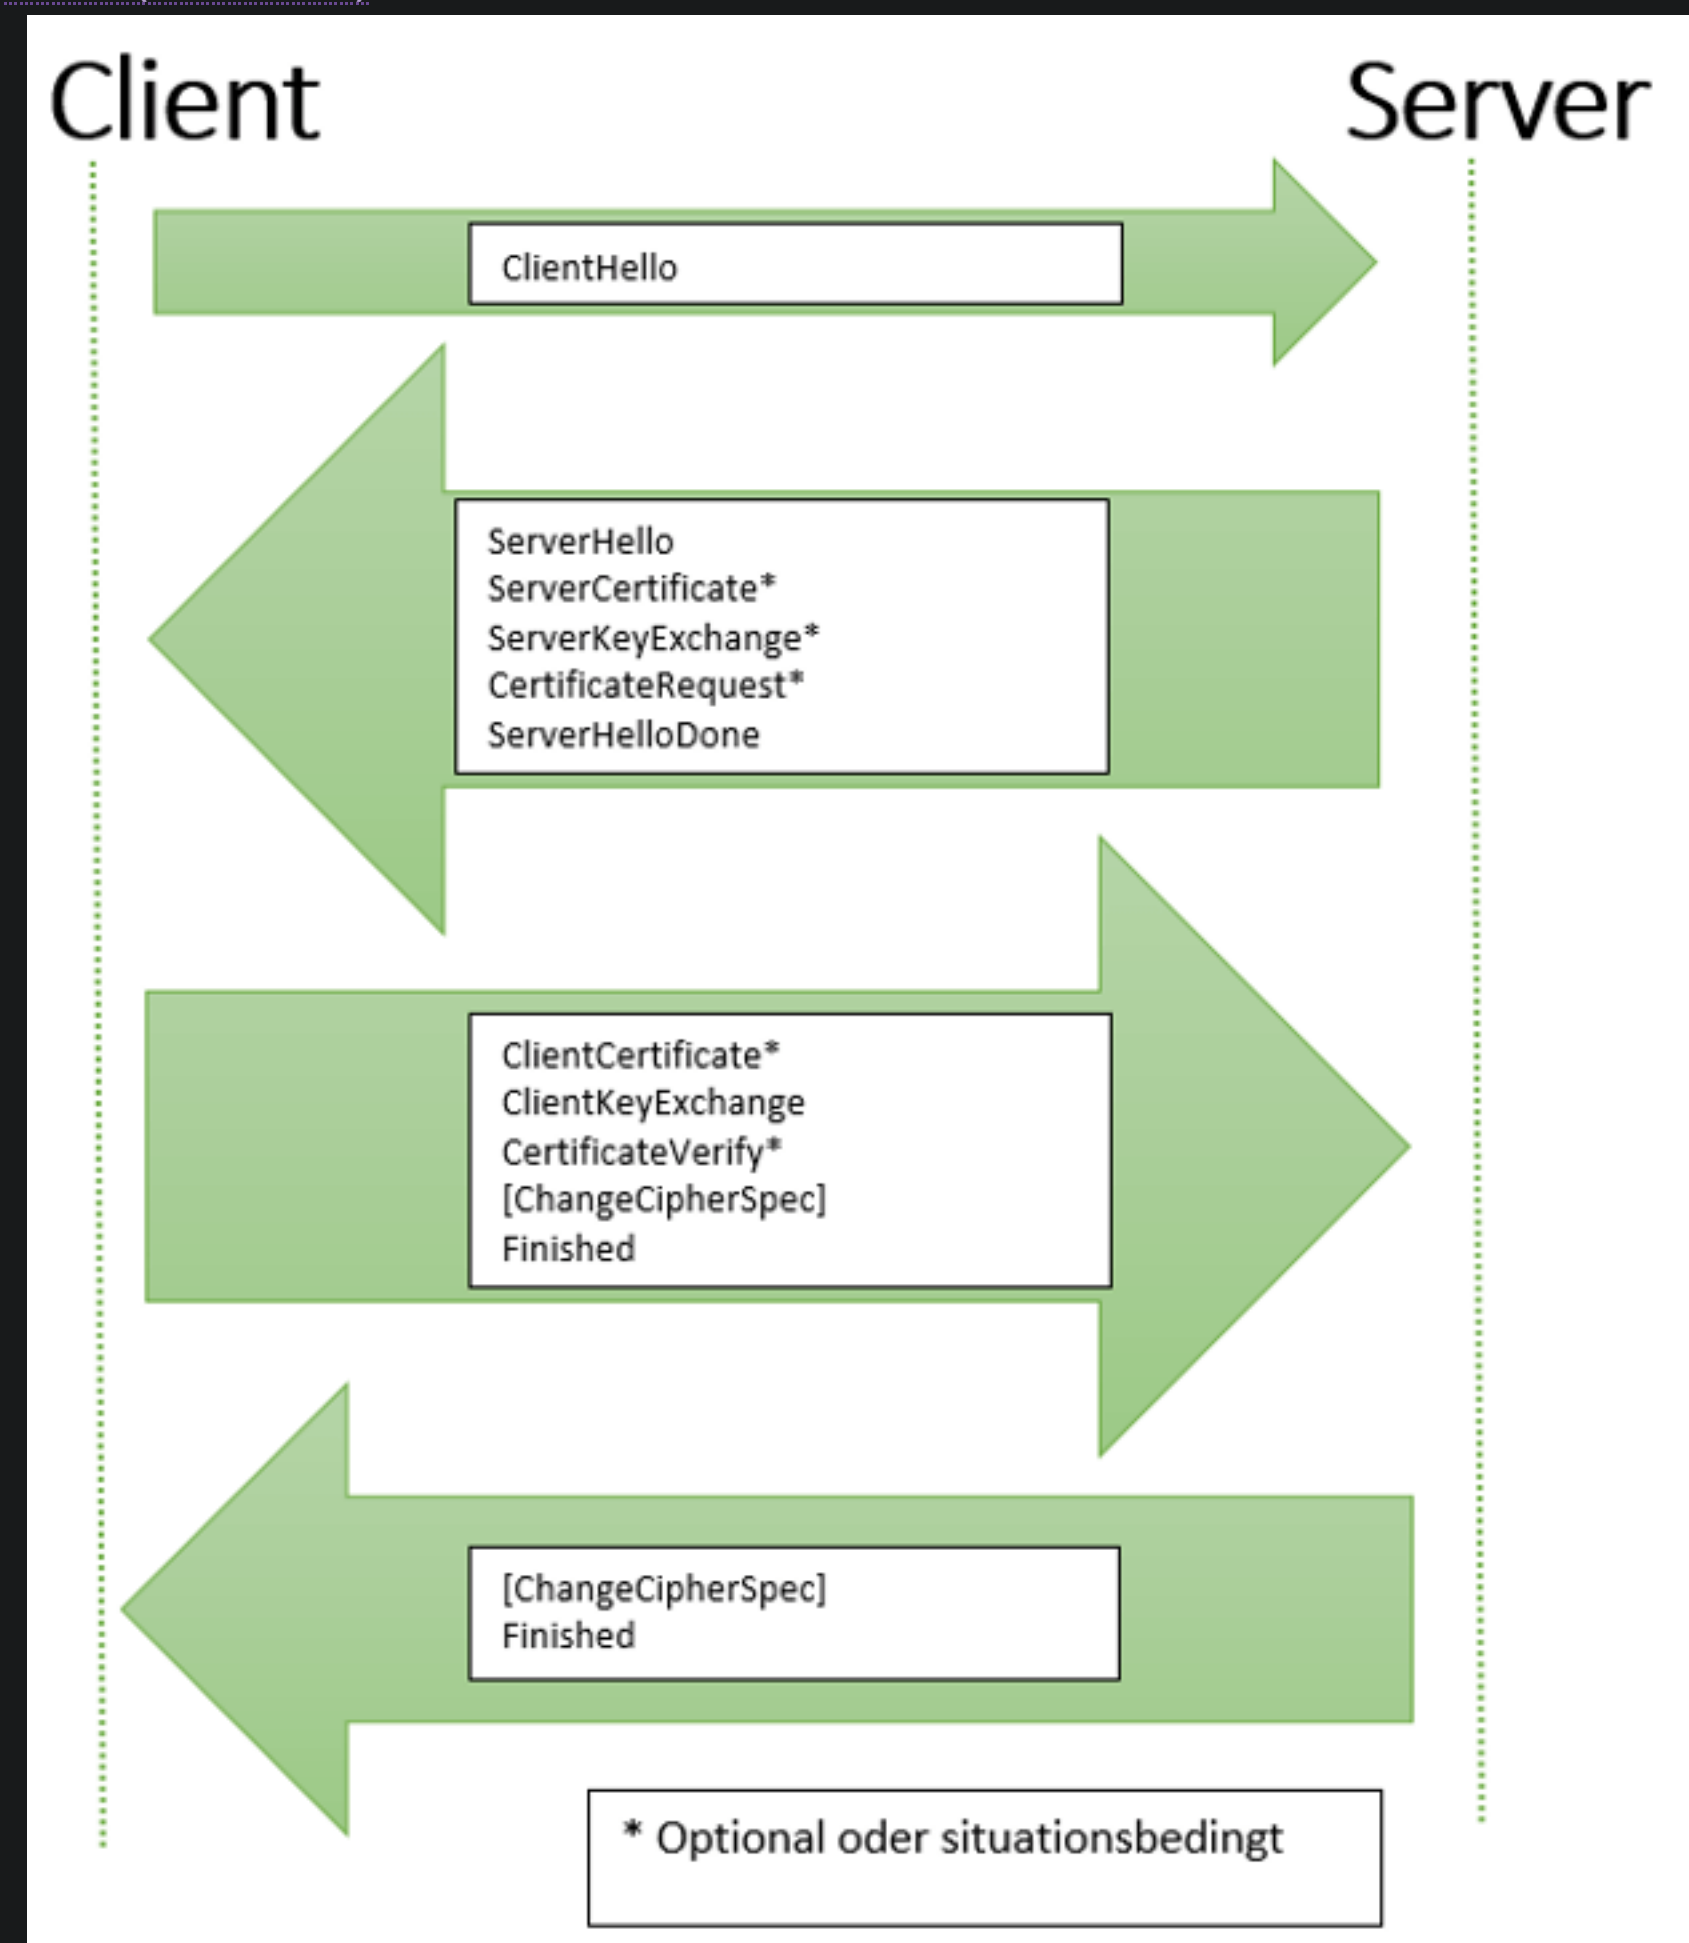 Client
Server
ClientHello
ServerHello
ServerCertificate*
ServerKeyExchange*
CertificateRequest*
ServerHelloDone
ClientCertificate*
ClientKeyExchange
CertificateVerify*
[ChangeCipherSpec]
Finished
[ChangeCipherSpec]
Finished
* Optional oder situationsbedingt